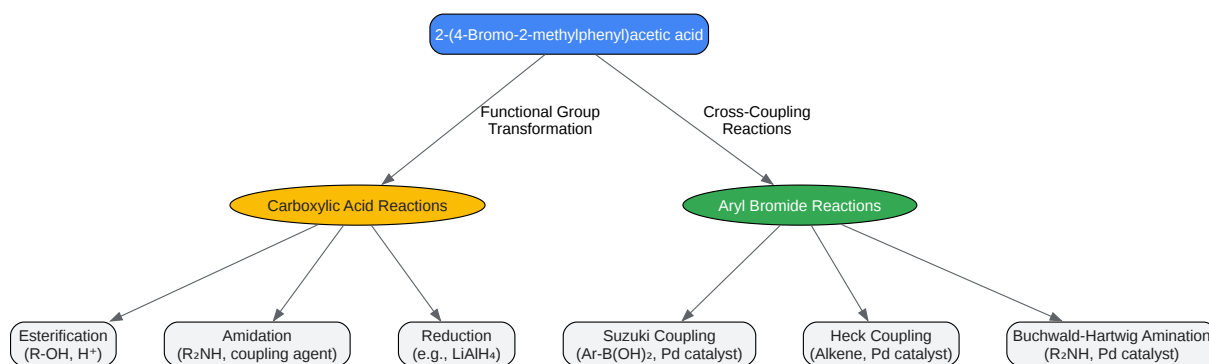 2-(4-Bromo-2-methylphenyl)acetic acid
Functional Group
Transformation
Cross-Coupling
Reactions
Carboxylic Acid Reactions
Aryl Bromide Reactions
Esterification
(R-OH, H⁺)
Amidation
(R₂NH, coupling agent)
Reduction
(e.g., LiAlH₄)
Suzuki Coupling
(Ar-B(OH)₂, Pd catalyst)
Heck Coupling
(Alkene, Pd catalyst)
Buchwald-Hartwig Amination
(R₂NH, Pd catalyst)